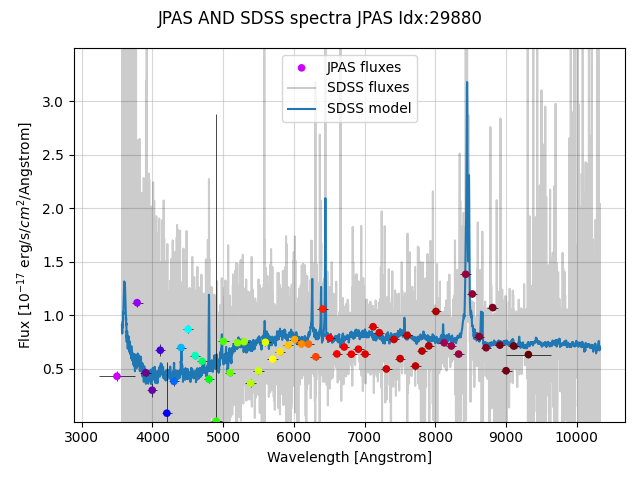 JPAS AND SDSS spectra JPAS Idx:29880
JPAS fluxes
SDSS fluxes
SDSS model
Flux [10⁻¹⁷ erg/s/cm²/Angstrom]
3.0
2.5
2.0
1.5
1.0
0.5
3000 4000 5000 6000 7000 8000 9000 10000
Wavelength [Angstrom]